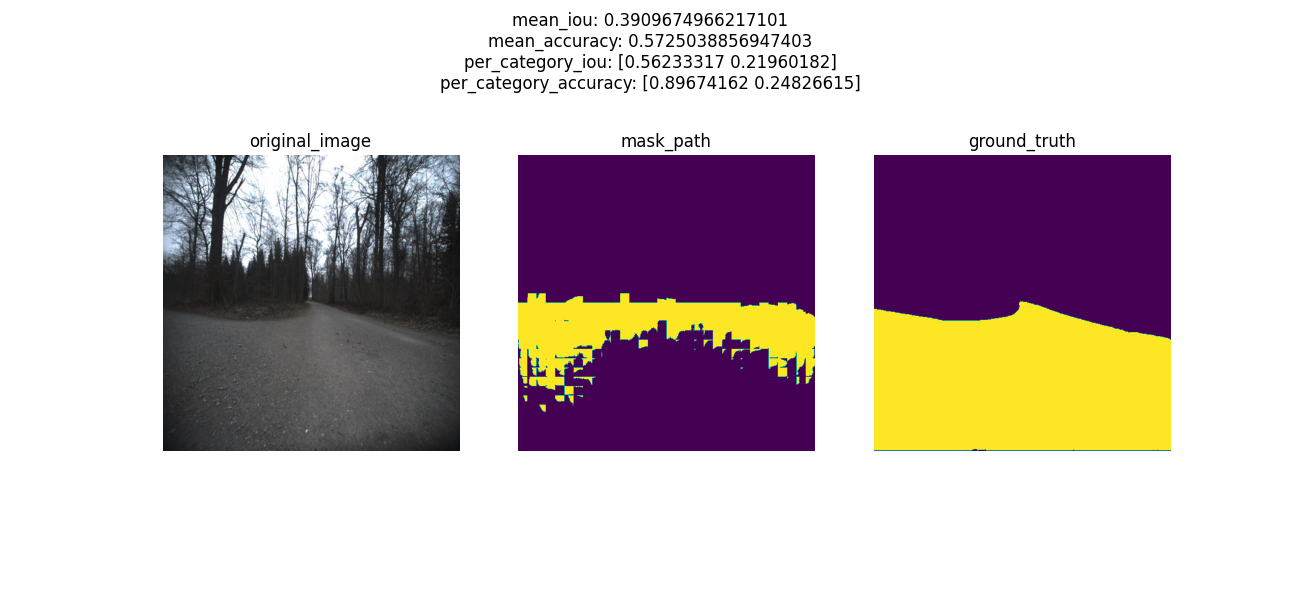 mean_iou: 0.3909674966217101
mean_accuracy: 0.5725038856947403
per_category_iou: [0.56233317 0.21960182]
per_category_accuracy: [0.89674162 0.24826615]
original_image
mask_path
ground_truth